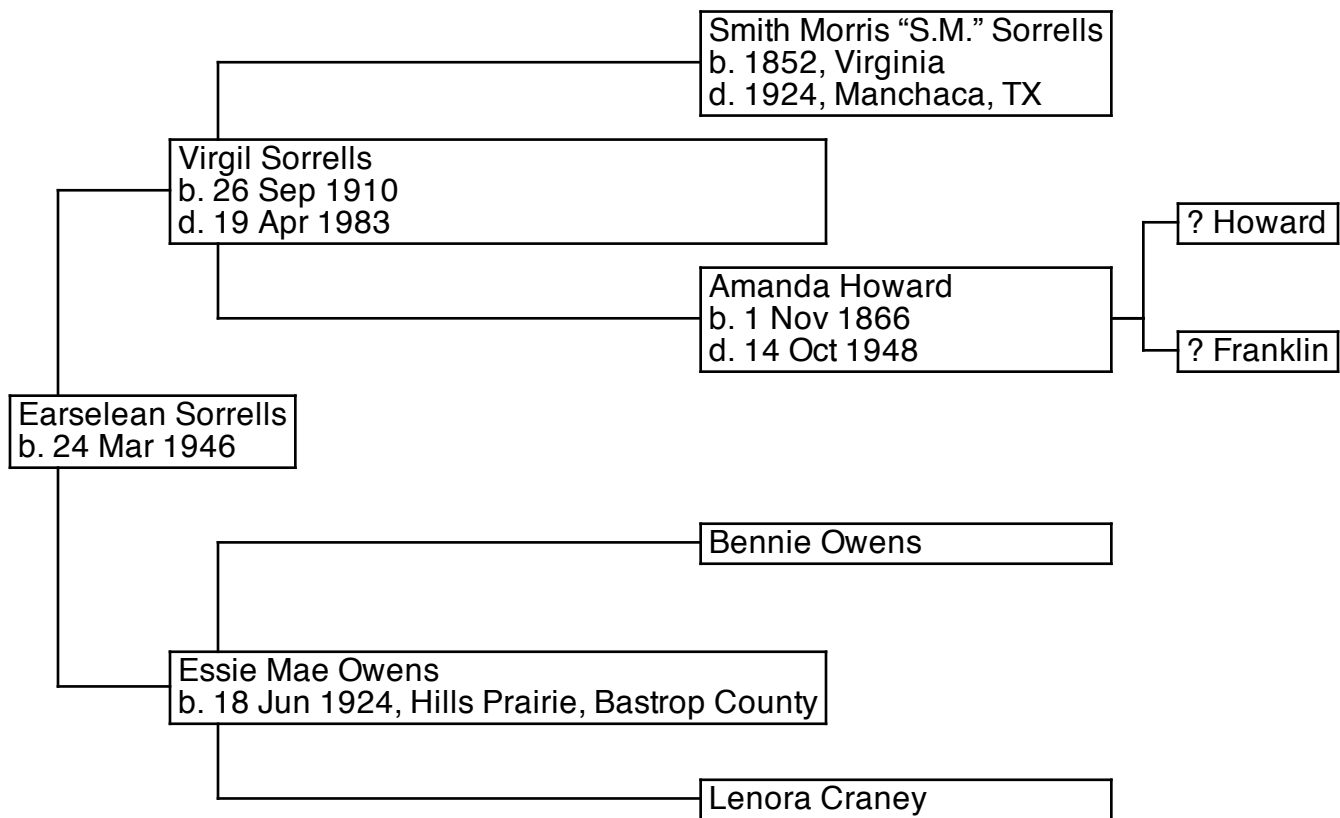 Smith Morris “S.M.” Sorrells
b. 1852, Virginia
d. 1924, Manchaca, TX
Virgil Sorrells
b. 26 Sep 1910
d. 19 Apr 1983
? Howard
Amanda Howard
b. 1 Nov 1866
d. 14 Oct 1948
? Franklin
Earselean Sorrells
b. 24 Mar 1946
Bennie Owens
Essie Mae Owens
b. 18 Jun 1924, Hills Prairie, Bastrop County
Lenora Craney